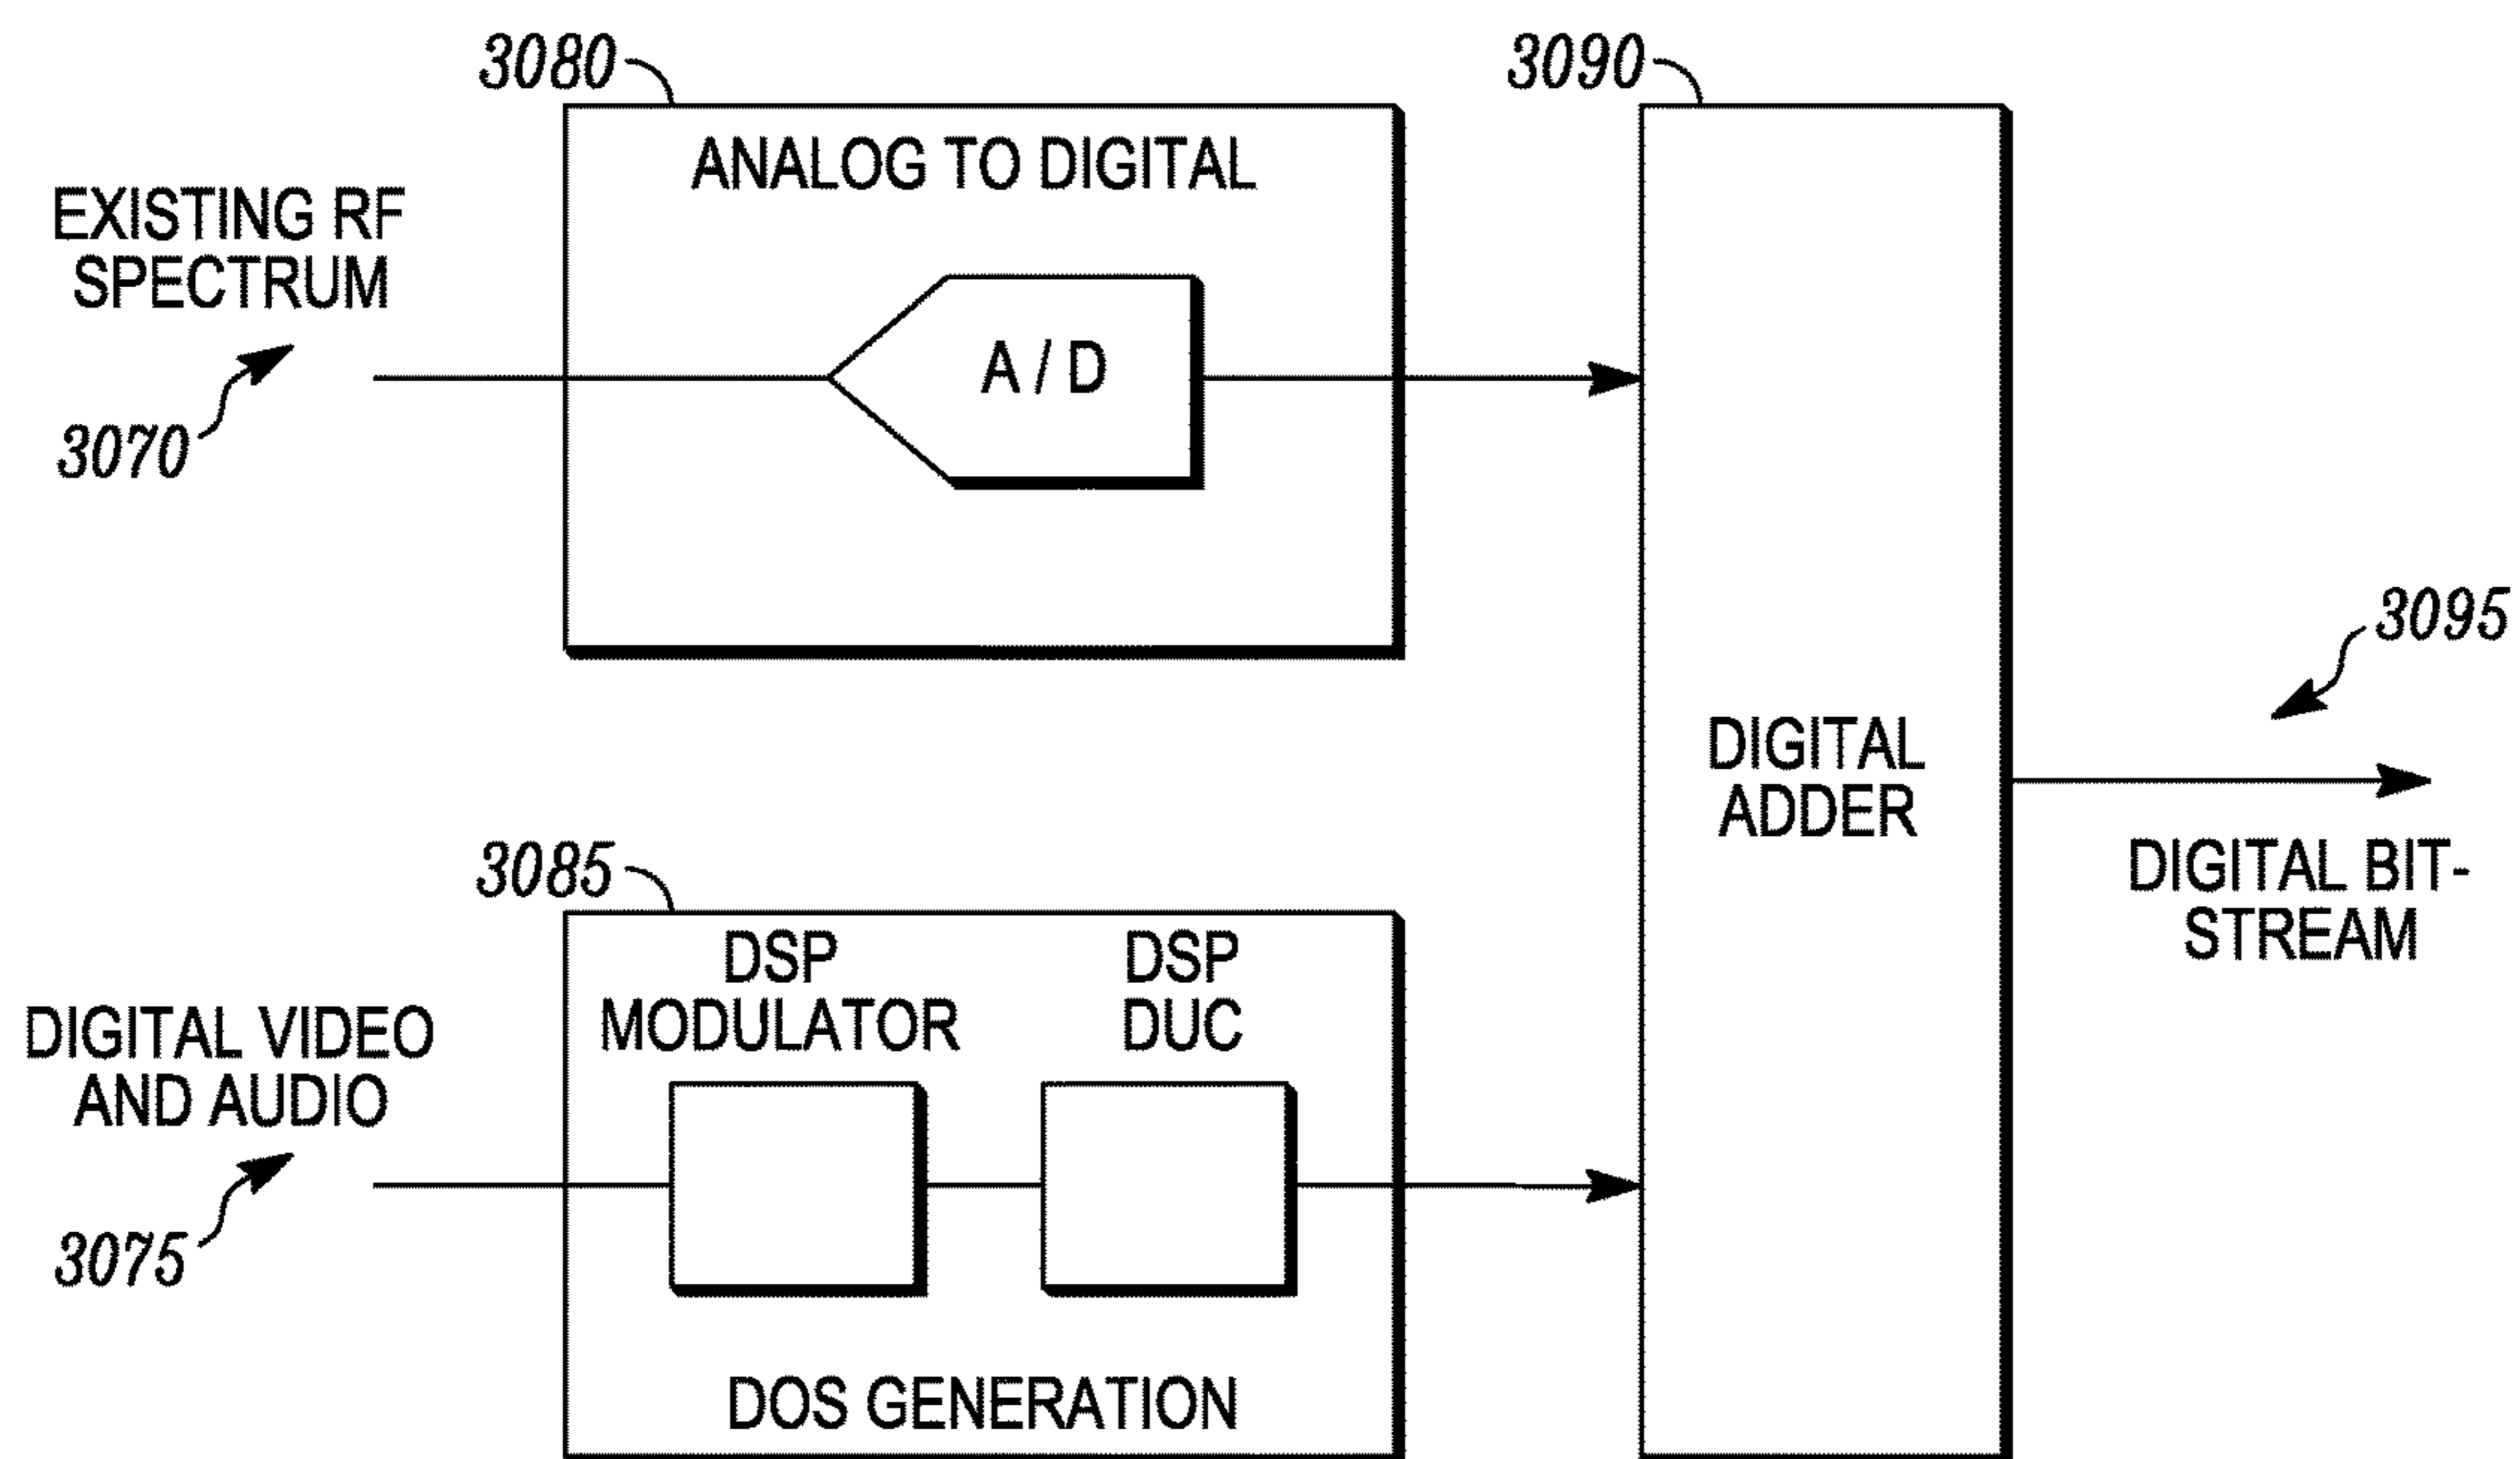 3080
3090
ANALOG TO DIGITAL
EXISTING RF
SPECTRUM
A / D
3070
3095
DIGITAL
ADDER
DIGITAL BIT-
STREAM
3085
DSP
MODULATOR
DSP
DUC
DIGITAL VIDEO
AND AUDIO
3075
DOS GENERATION